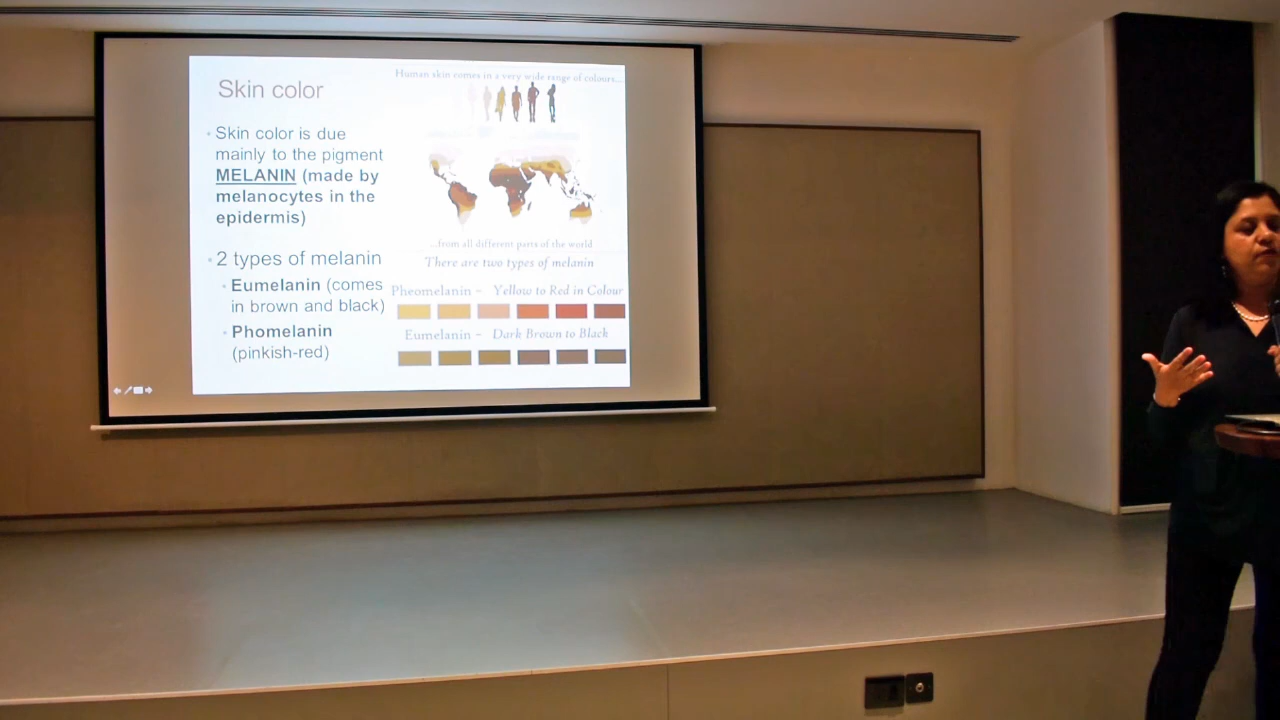 Skin color
Skin color is due
mainly to the pigment
MELANIN (made by
melanocytes in the
epidermis)
2 types of melanin
Eumelanin (comes
in brown and black)
Phomelanin
(pinkish-red)
Human skin comes in a very wide range of colours...
...from all different parts of the world
There are two types of melanin
Pheomelanin - Yellow to Red in Colour
Eumelanin - Dark Brown to Black